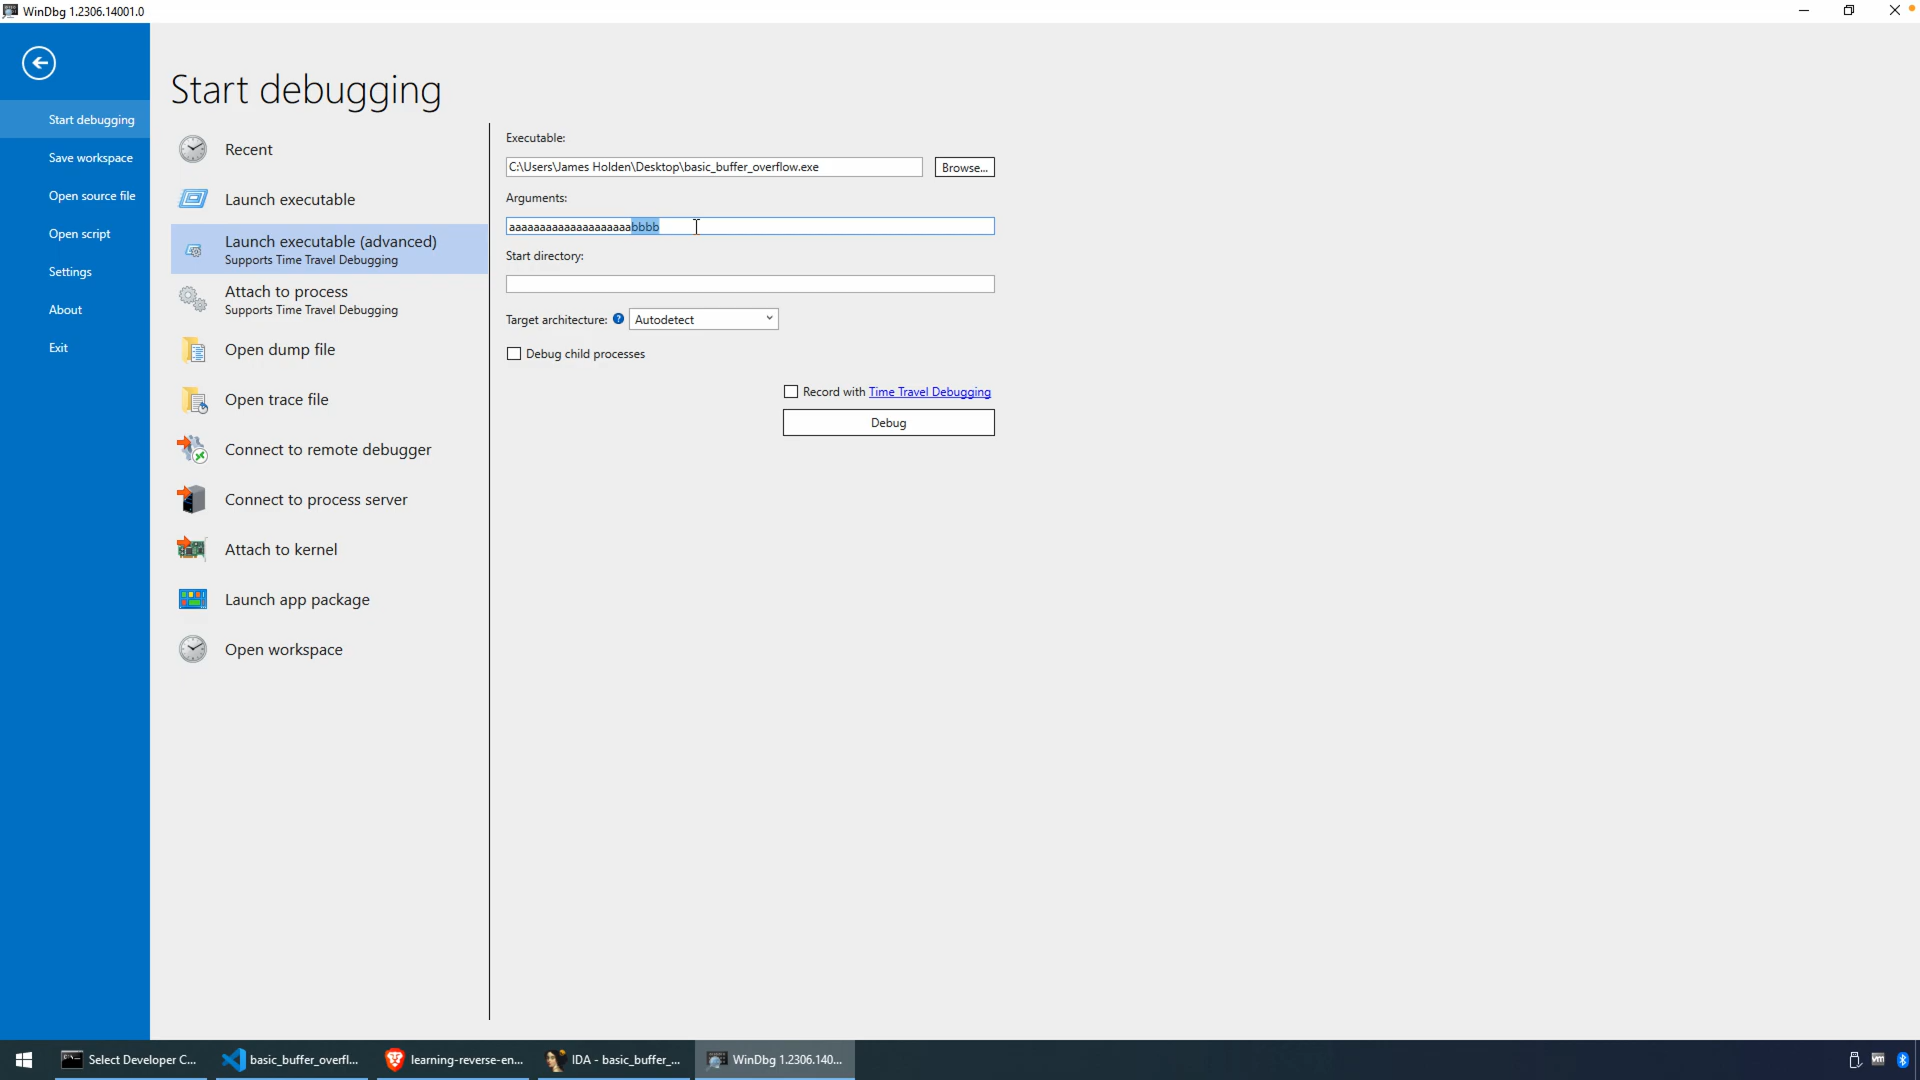 WinDbg 1.2306.14001.0
Start debugging
Save workspace
Open source file
Open script
Settings
About
Exit
Start debugging
Recent
Launch executable
Launch executable (advanced)
Supports Time Travel Debugging
Attach to process
Supports Time Travel Debugging
Open dump file
Open trace file
Connect to remote debugger
Connect to process server
Attach to kernel
Launch app package
Open workspace
Executable:
C:\Users\James Holden\Desktop\basic_buffer_overflow.exe
Browse...
Arguments:
aaaaaaaaaaaaaaaaaaaabbbb
Start directory:
Target architecture: ? Autodetect
Debug child processes
Record with Time Travel Debugging
Debug
Select Developer C...
basic_buffer_overfl...
learning-reverse-en...
IDA - basic_buffer_...
WinDbg 1.2306.140...
vm